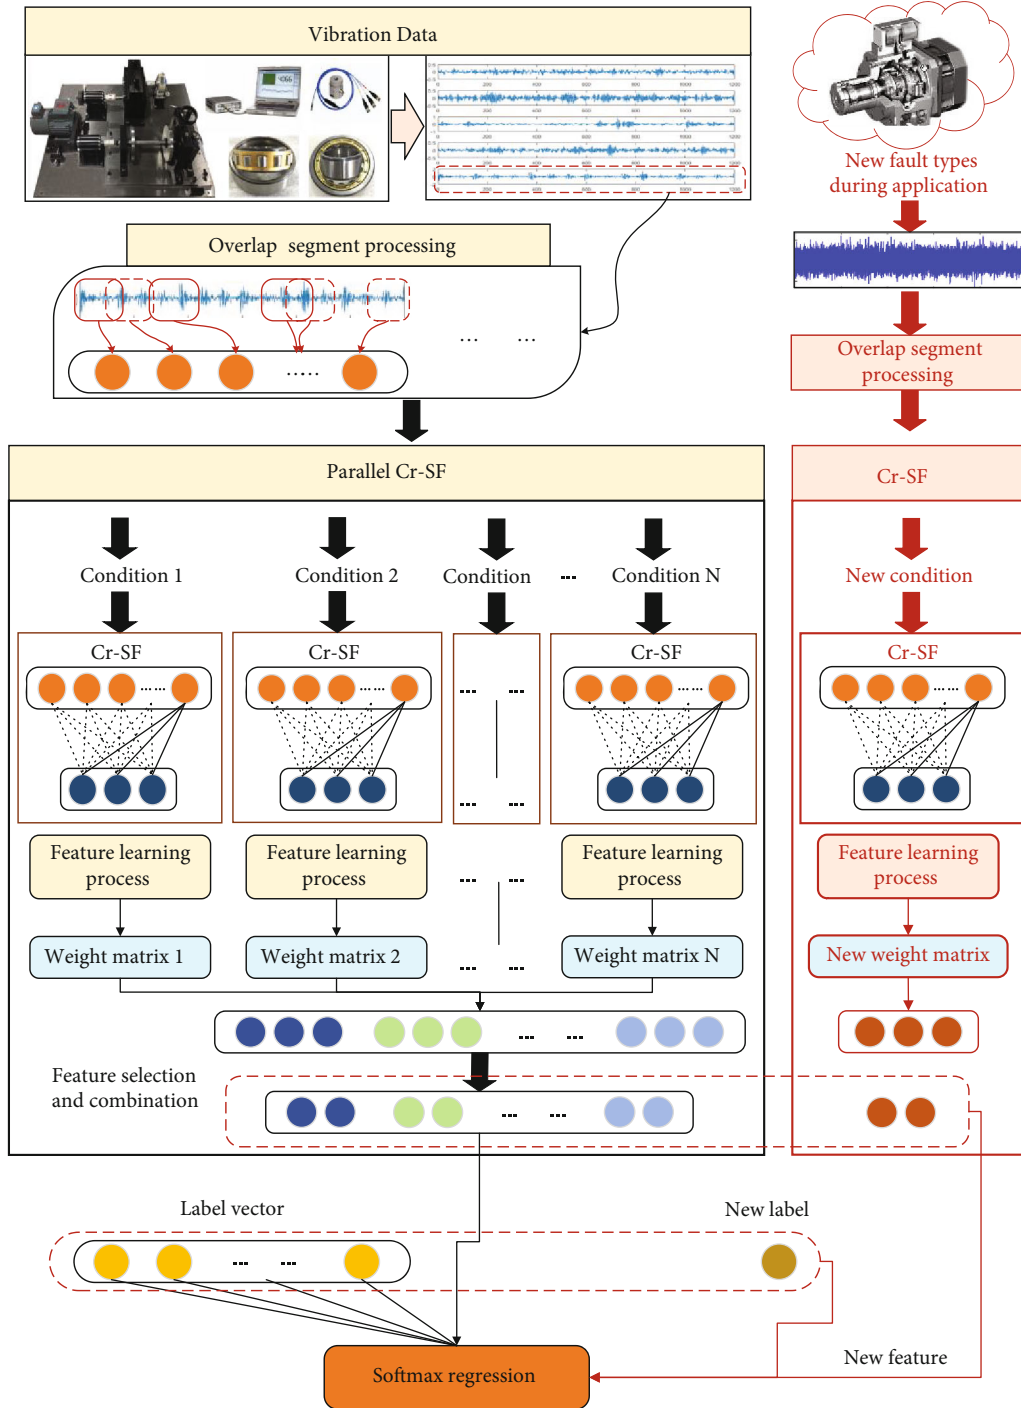 Vibration Data
New fault types
during application
Overlap segment processing
... ...
......
Overlap segment
processing
Parallel Cr-SF
Cr-SF
Condition 1
Condition 2
Condition
...
Condition N
New condition
Cr-SF
Cr-SF
Cr-SF
Cr-SF
Feature learning
process
Feature learning
process
Feature learning
process
Feature learning
process
Weight matrix 1
Weight matrix 2
Weight matrix N
New weight matrix
Feature selection
and combination
Label vector
New label
New feature
Softmax regression